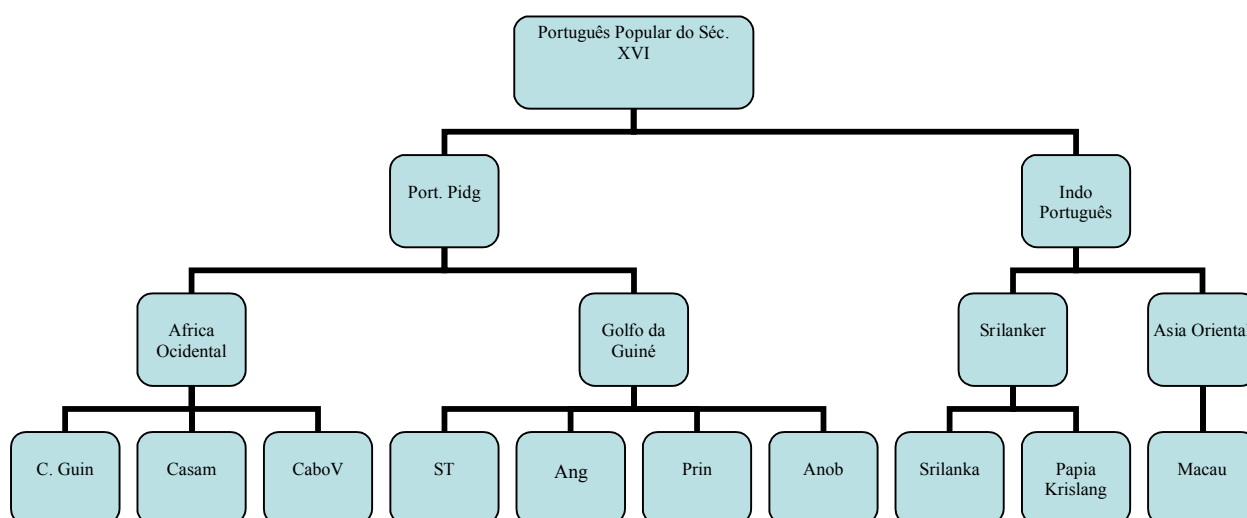 Português Popular do Séc.
XVI
Port. Pidg
Indo
Português
Africa
Ocidental
Golfo da
Guiné
Srilanker
Asia Oriental
C. Guin
Casam
CaboV
ST
Ang
Prin
Anob
Srilanka
Papia
Krislang
Macau